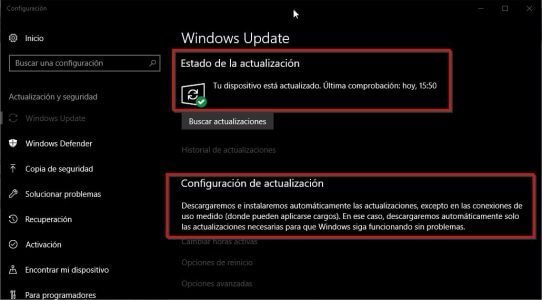 Configuración
Inicio
Buscar una configuración
Actualización y seguridad
Windows Update
Windows Defender
Copia de seguridad
Solucionar problemas
Recuperación
Activación
Encontrar mi dispositivo
Para programadores
Windows Update
Estado de la actualización
Tu dispositivo está actualizado. Última comprobación: hoy, 15:50
Buscar actualizaciones
Historial de actualizaciones
Configuración de actualización
Descargaremos e instalaremos automáticamente las actualizaciones, excepto en las conexiones de
uso medido (donde pueden aplicarse cargos). En ese caso, descargaremos automáticamente solo
las actualizaciones necesarias para que Windows siga funcionando sin problemas.
Cambiar horas activas
Opciones de reinicio
Opciones avanzadas